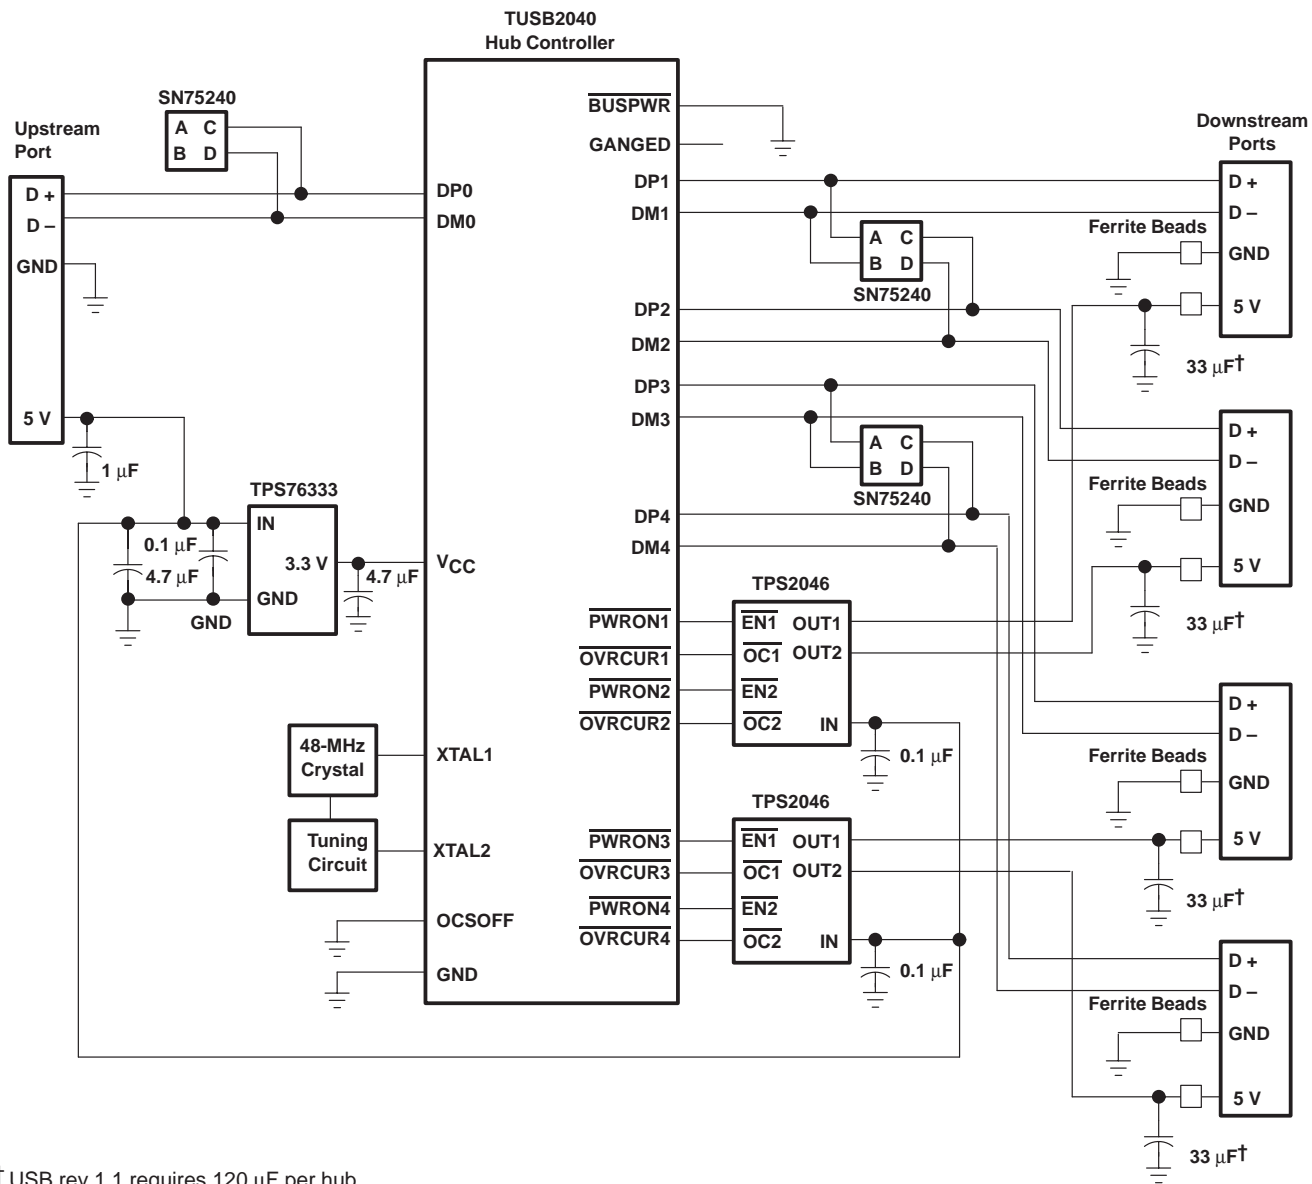 TUSB2040
Hub Controller
SN75240
A C
B D
Upstream
Port
D +
D –
GND
5 V
1 μF
DP0
DM0
BUSPWR
GANGED
DP1
DM1
DP2
DM2
DP3
DM3
DP4
DM4
A C
B D
SN75240
A C
B D
SN75240
Downstream
Ports
D +
D –
Ferrite Beads
GND
5 V
33 μF†
D +
D –
Ferrite Beads
GND
5 V
33 μF†
TPS76333
IN
0.1 μF
4.7 μF
3.3 V
GND
GND
4.7 μF
VCC
TPS2046
PWRON1
EN1 OUT1
OVRCUR1
OC1 OUT2
PWRON2
EN2
OVRCUR2
OC2 IN
0.1 μF
D +
D –
Ferrite Beads
GND
5 V
33 μF†
48-MHz
Crystal
XTAL1
Tuning
Circuit
XTAL2
OCSOFF
GND
TPS2046
PWRON3
EN1 OUT1
OVRCUR3
OC1 OUT2
PWRON4
EN2
OVRCUR4
OC2 IN
0.1 μF
D +
D –
Ferrite Beads
GND
5 V
33 μF†
† USB rev 1.1 requires 120 μF per hub